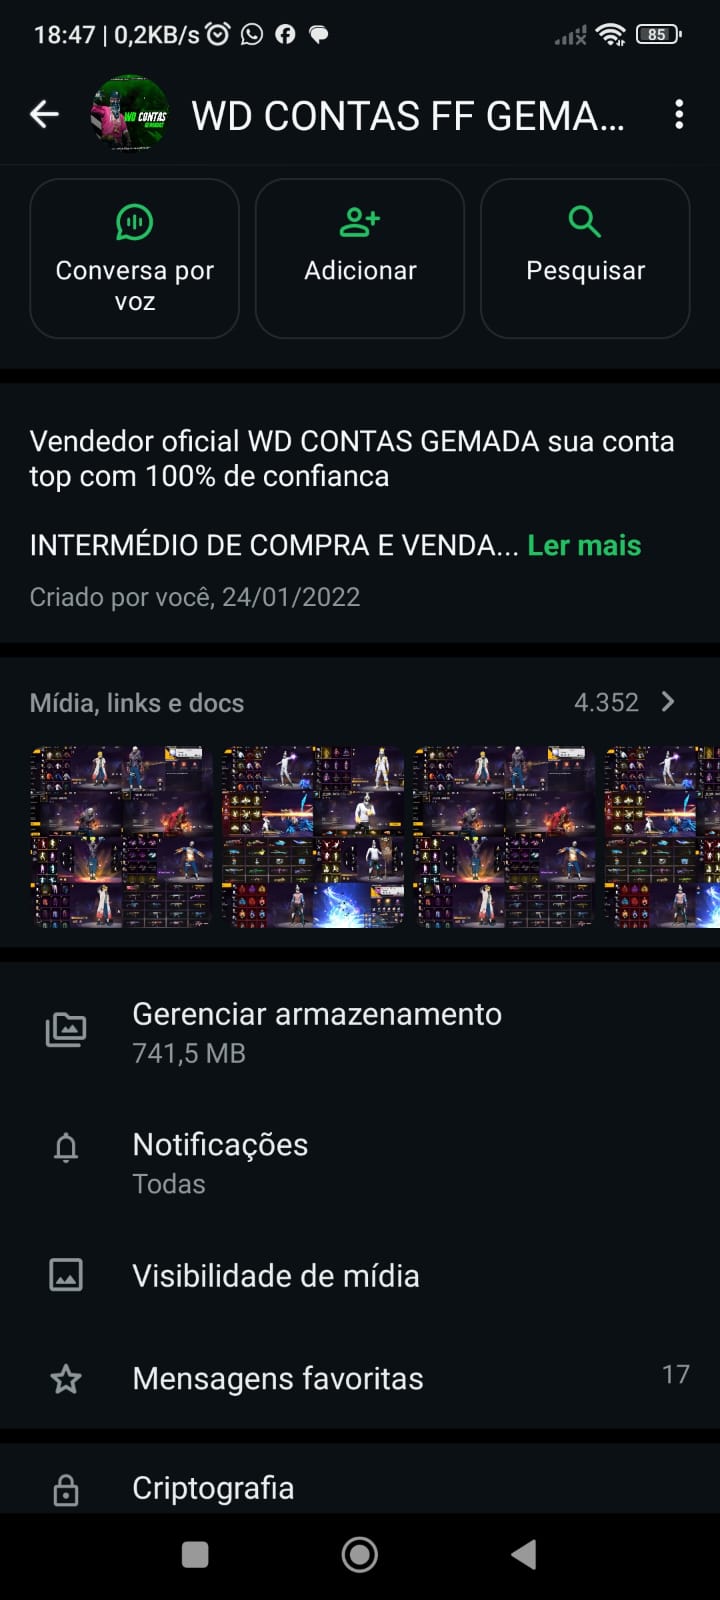 18:47 | 0,2KB/s
85
WD CONTAS
WD CONTAS FF GEMA...
Conversa por
voz
Adicionar
Pesquisar
Vendedor oficial WD CONTAS GEMADA sua conta
top com 100% de confianca
INTERMÉDIO DE COMPRA E VENDA... Ler mais
Criado por você, 24/01/2022
Mídia, links e docs
4.352
Gerenciar armazenamento
741,5 MB
Notificações
Todas
Visibilidade de mídia
Mensagens favoritas
17
Criptografia